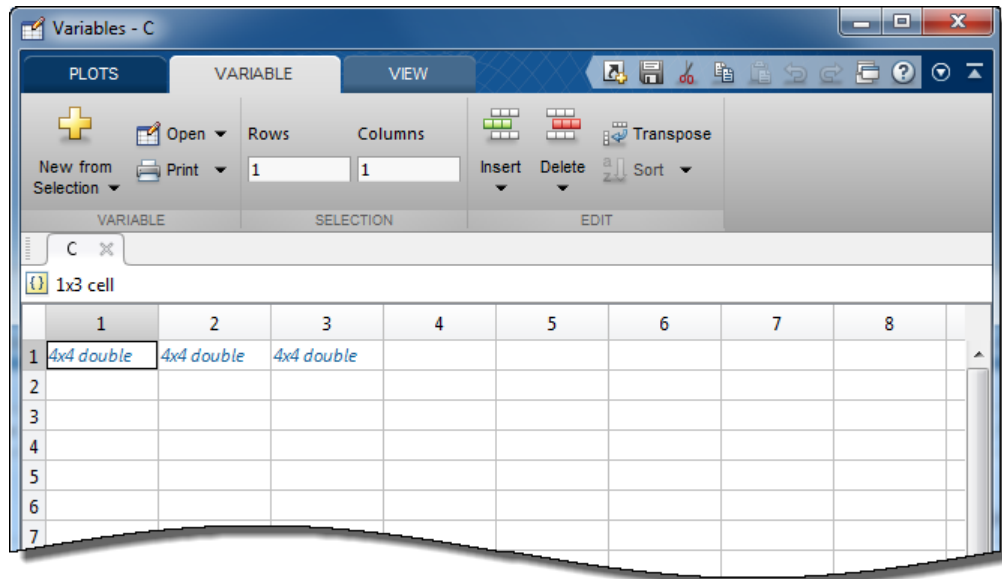 Variables - C
PLOTS VARIABLE VIEW
New from Selection
Open
Print
Rows Columns
1 1
Insert Delete
Transpose
Sort
VARIABLE SELECTION EDIT
C
1x3 cell
1 2 3 4 5 6 7 8
1 4x4 double 4x4 double 4x4 double
2
3
4
5
6
7